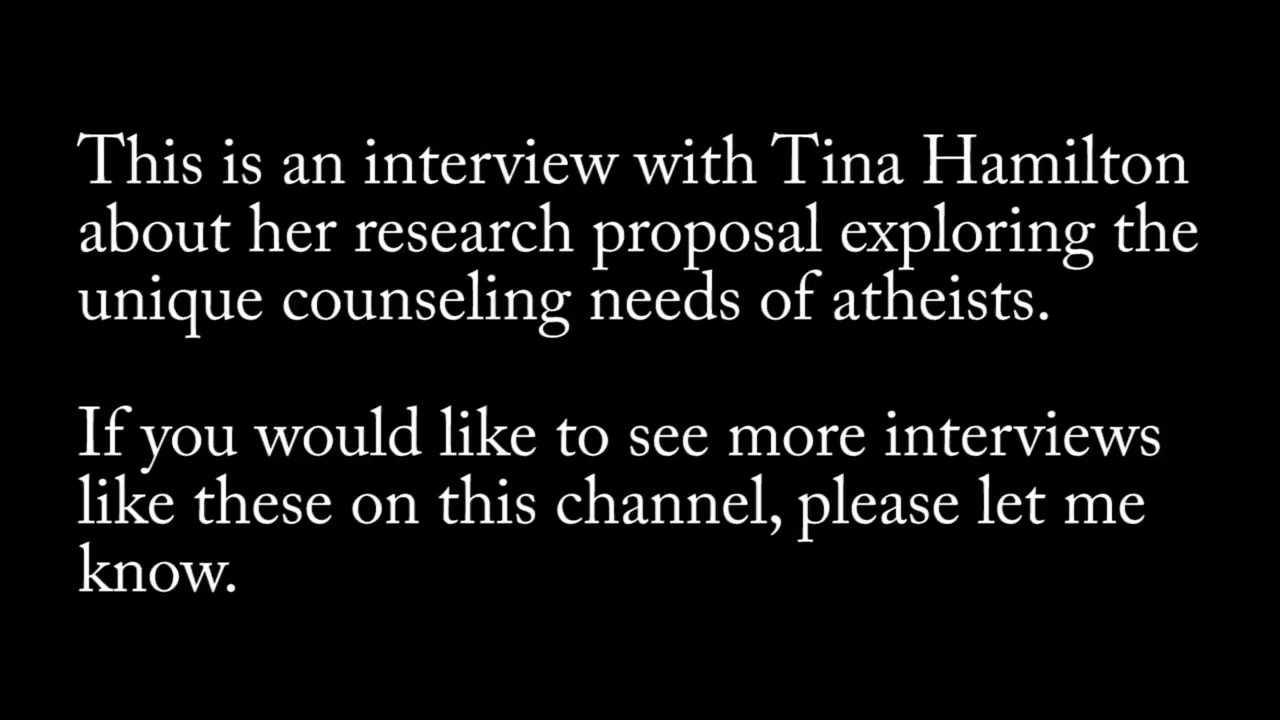 This is an interview with Tina Hamilton
about her research proposal exploring the
unique counseling needs of atheists.
If you would like to see more interviews
like these on this channel, please let me
know.